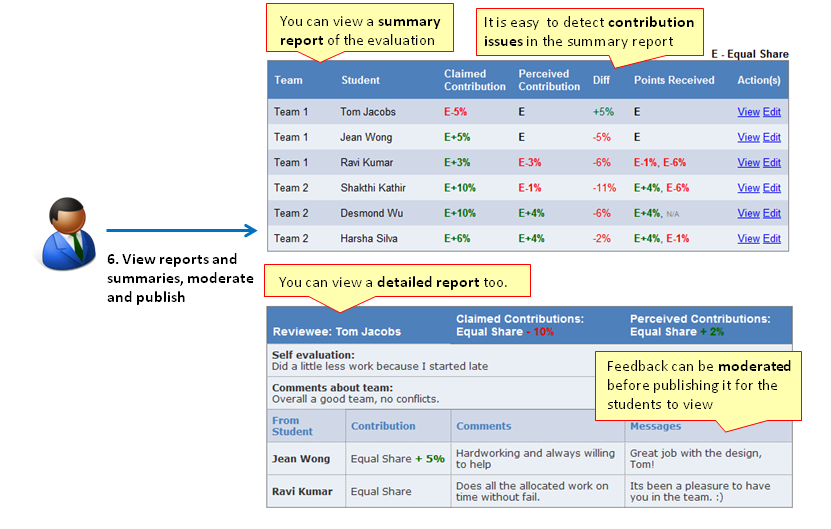 You can view a summary
report of the evaluation
It is easy to detect contribution
issues in the summary report
E - Equal Share
Team Student Claimed Contribution Perceived Contribution Diff Points Received Action(s)
Team 1 Tom Jacobs E-5% E +5% E View Edit
Team 1 Jean Wong E+5% E -5% E View Edit
Team 1 Ravi Kumar E+3% E-3% -6% E-1%, E-6% View Edit
Team 2 Shakthi Kathir E+10% E-1% -11% E+4%, E-6% View Edit
Team 2 Desmond Wu E+10% E+4% -6% E+4%, N/A View Edit
Team 2 Harsha Silva E+6% E+4% -2% E+4%, E-1% View Edit
6. View reports and
summaries, moderate
and publish
You can view a detailed report too.
Reviewee: Tom Jacobs
Claimed Contributions:
Equal Share - 10%
Perceived Contributions:
Equal Share + 2%
Self evaluation:
Did a little less work because I started late
Comments about team:
Overall a good team, no conflicts.
Feedback can be moderated
before publishing it for the
students to view
From
Student
Contribution
Comments
Messages
Jean Wong
Equal Share + 5%
Hardworking and always willing
to help
Great job with the design,
Tom!
Ravi Kumar
Equal Share
Does all the allocated work on
time without fail.
Its been a pleasure to have
you in the team. :)